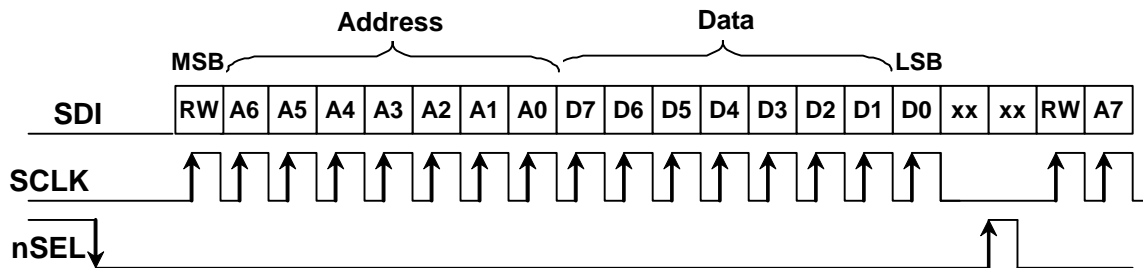 Address Data
MSB LSB
SDI RW A6 A5 A4 A3 A2 A1 A0 D7 D6 D5 D4 D3 D2 D1 D0 xx xx RW A7
SCLK
nSEL